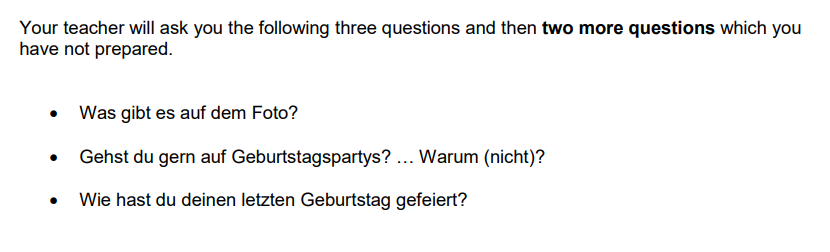 Your teacher will ask you the following three questions and then two more questions which you
have not prepared.
• Was gibt es auf dem Foto?
• Gehst du gern auf Geburtstagspartys? … Warum (nicht)?
• Wie hast du deinen letzten Geburtstag gefeiert?